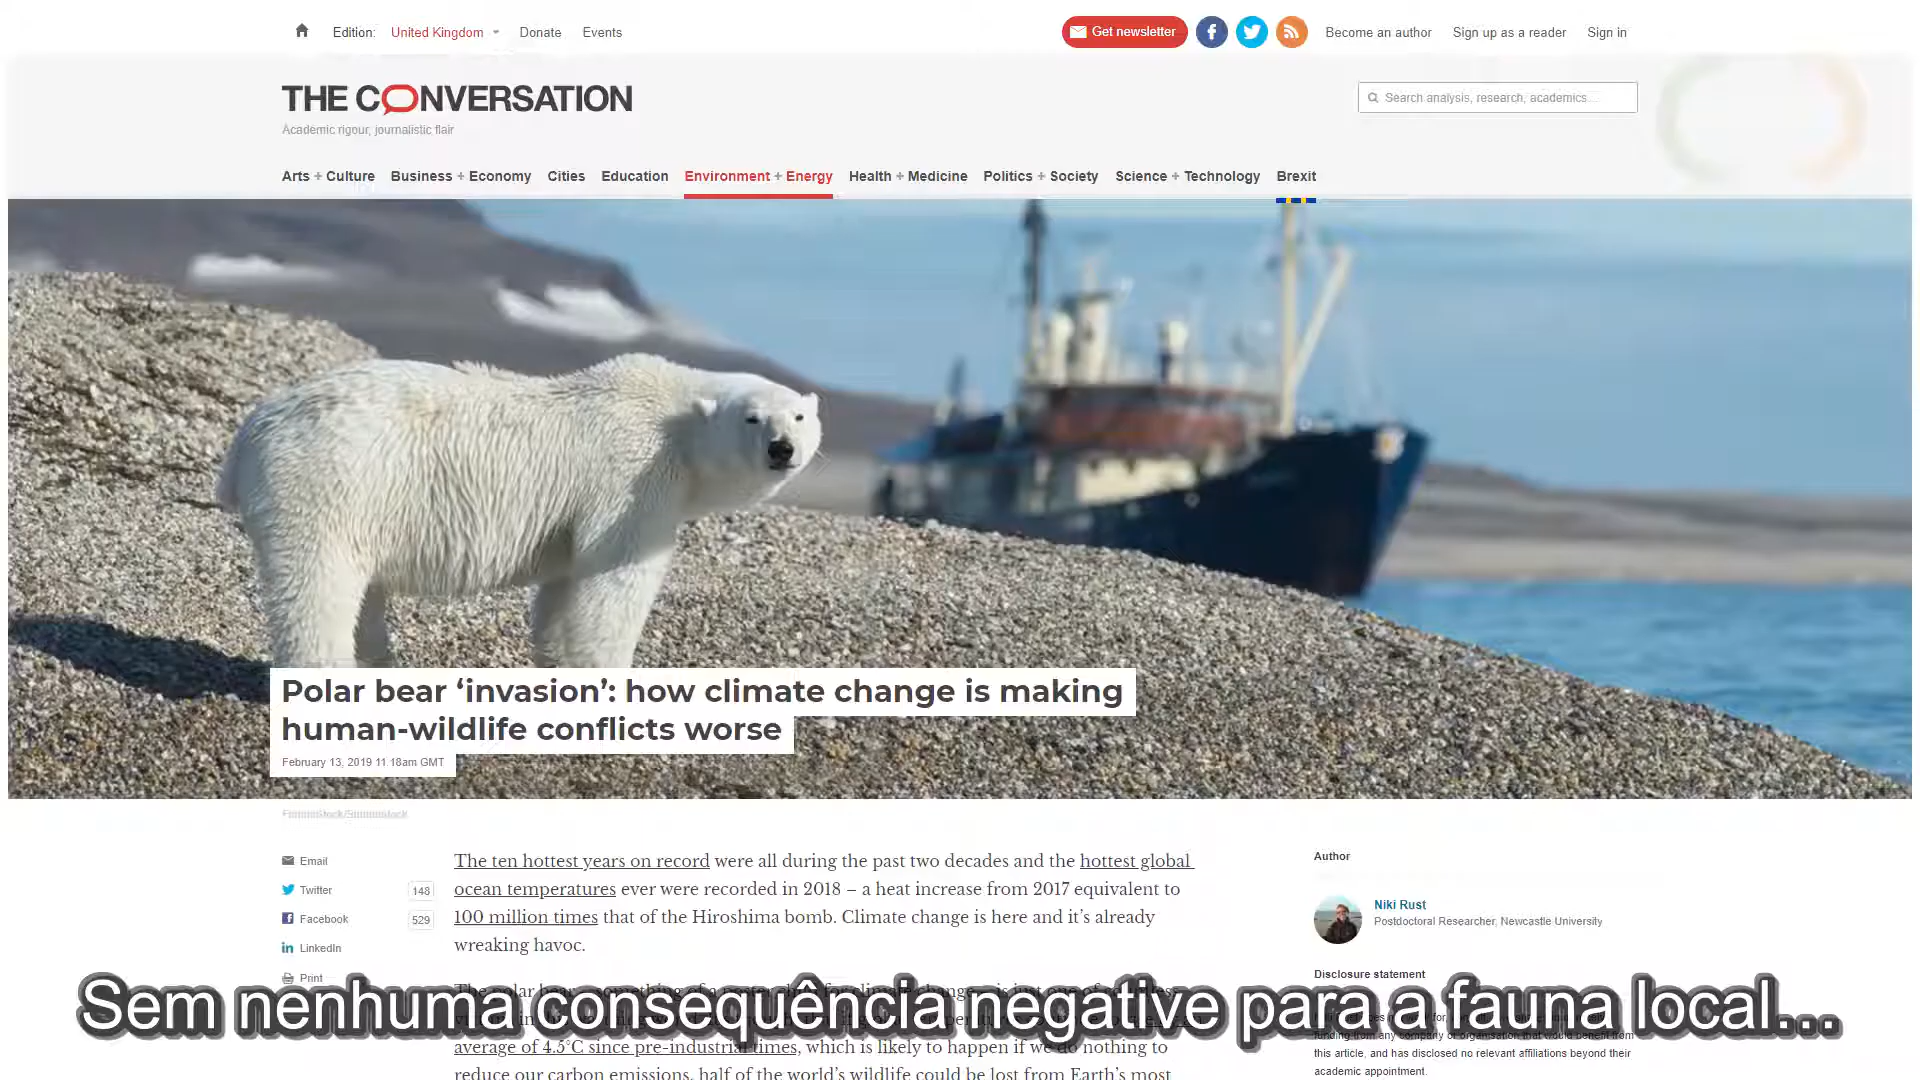 Edition: United Kingdom Donate Events Get newsletter Become an author Sign up as a reader Sign in
THE CONVERSATION
Search analysis, research, academics...
Academic rigour, journalistic flair
Arts + Culture Business + Economy Cities Education Environment + Energy Health + Medicine Politics + Society Science + Technology Brexit
Polar bear ‘invasion’: how climate change is making
human-wildlife conflicts worse
February 13, 2019 11.18am GMT
Email
Twitter 148
Facebook 529
LinkedIn
Print
The ten hottest years on record were all during the past two decades and the hottest global
ocean temperatures ever were recorded in 2018 – a heat increase from 2017 equivalent to
100 million times that of the Hiroshima bomb. Climate change is here and it’s already
wreaking havoc.
The polar bear
average of 4.5°C since pre-industrial times, which is likely to happen if we do nothing to
reduce our carbon emissions, half of the world’s wildlife could be lost from Earth’s most
Author
Niki Rust
Postdoctoral Researcher, Newcastle University
Disclosure statement
this article, and has disclosed no relevant affiliations beyond their
academic appointment.
Sem nenhuma consequência negative para a fauna local...